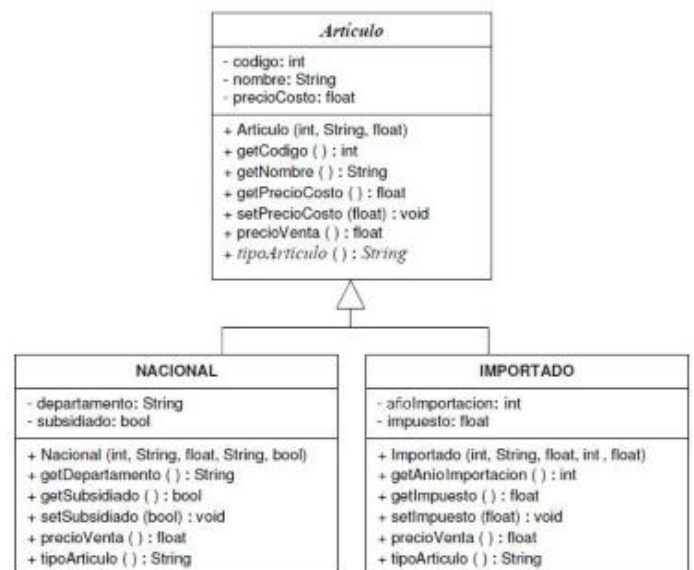 Artículo
- codigo: int
- nombre: String
- precioCosto: float
+ Articulo (int, String, float)
+ getCodigo ( ) : int
+ getNombre ( ) : String
+ getPrecioCosto ( ) : float
+ setPrecioCosto (float) : void
+ precioVenta ( ) : float
+ tipoArticulo ( ) : String
NACIONAL
- departamento: String
- subsidiado: bool
+ Nacional (int, String, float, String, bool)
+ getDepartamento ( ) : String
+ getSubsidiado ( ) : bool
+ setSubsidiado (bool) : void
+ precioVenta ( ) : float
+ tipoArticulo ( ) : String
IMPORTADO
- añoImportacion: int
- impuesto: float
+ Importado (int, String, float, int , float)
+ getAnioImportacion ( ) : int
+ getImpuesto ( ) : float
+ setImpuesto (float) : void
+ precioVenta ( ) : float
+ tipoArticulo ( ) : String